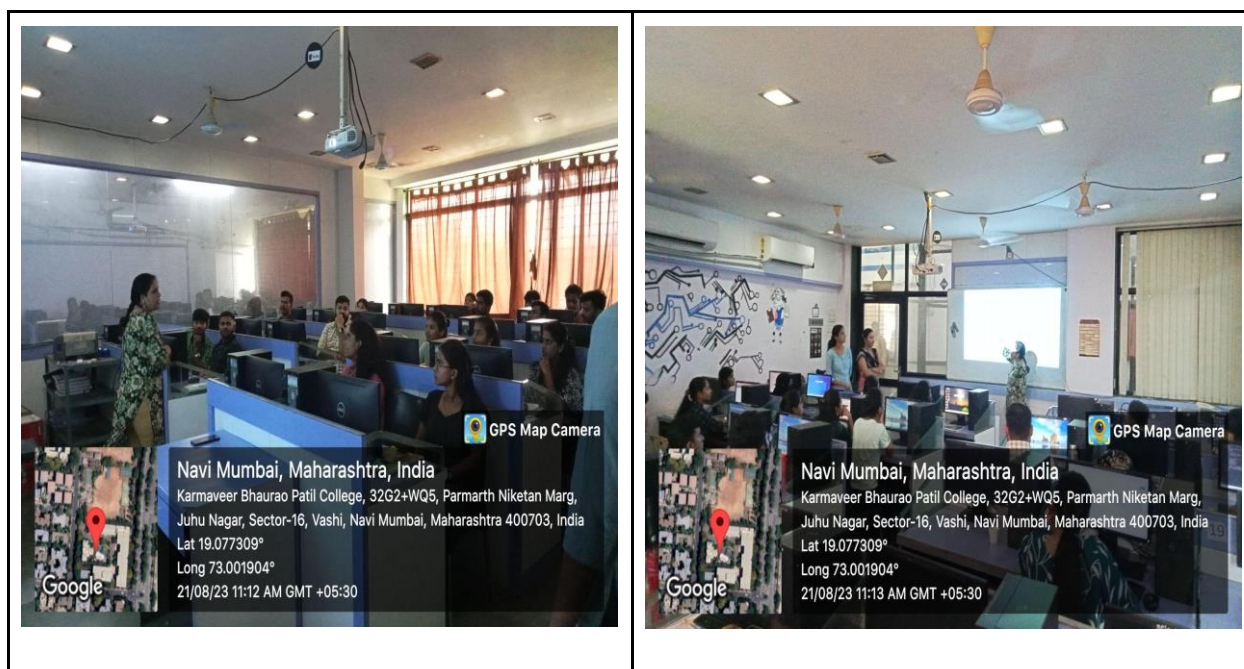 GPS Map Camera
Navi Mumbai, Maharashtra, India
Karmaveer Bhaurao Patil College, 32G2+WQ5, Parmarth Niketan Marg,
Juhu Nagar, Sector-16, Vashi, Navi Mumbai, Maharashtra 400703, India
Lat 19.077309°
Long 73.001904°
21/08/23 11:12 AM GMT +05:30
Google
GPS Map Camera
Navi Mumbai, Maharashtra, India
Karmaveer Bhaurao Patil College, 32G2+WQ5, Parmarth Niketan Marg,
Juhu Nagar, Sector-16, Vashi, Navi Mumbai, Maharashtra 400703, India
Lat 19.077309°
Long 73.001904°
21/08/23 11:13 AM GMT +05:30
Google
19